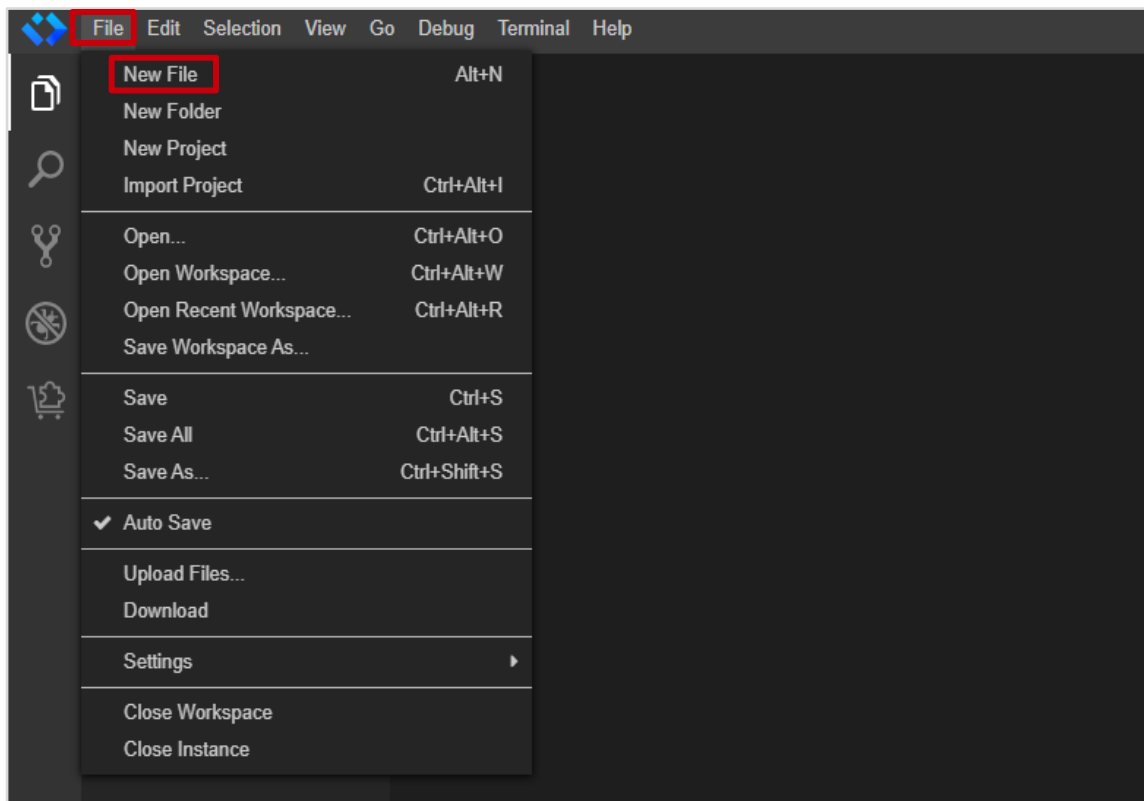 File Edit Selection View Go Debug Terminal Help
New File Alt+N
New Folder
New Project
Import Project Ctrl+Alt+I
Open... Ctrl+Alt+O
Open Workspace... Ctrl+Alt+W
Open Recent Workspace... Ctrl+Alt+R
Save Workspace As...
Save Ctrl+S
Save All Ctrl+Alt+S
Save As... Ctrl+Shift+S
Auto Save
Upload Files...
Download
Settings
Close Workspace
Close Instance